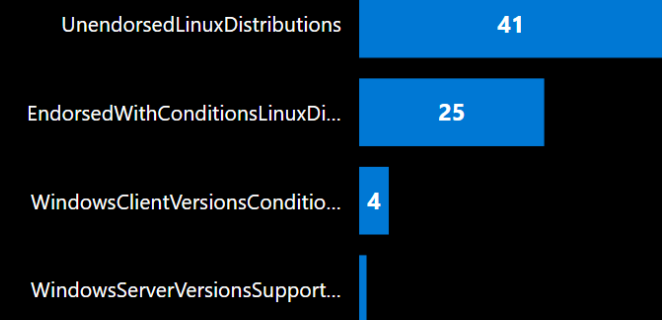 UnendorsedLinuxDistributions 41
EndorsedWithConditionsLinuxDi... 25
WindowsClientVersionsConditio... 4
WindowsServerVersionsSupport...